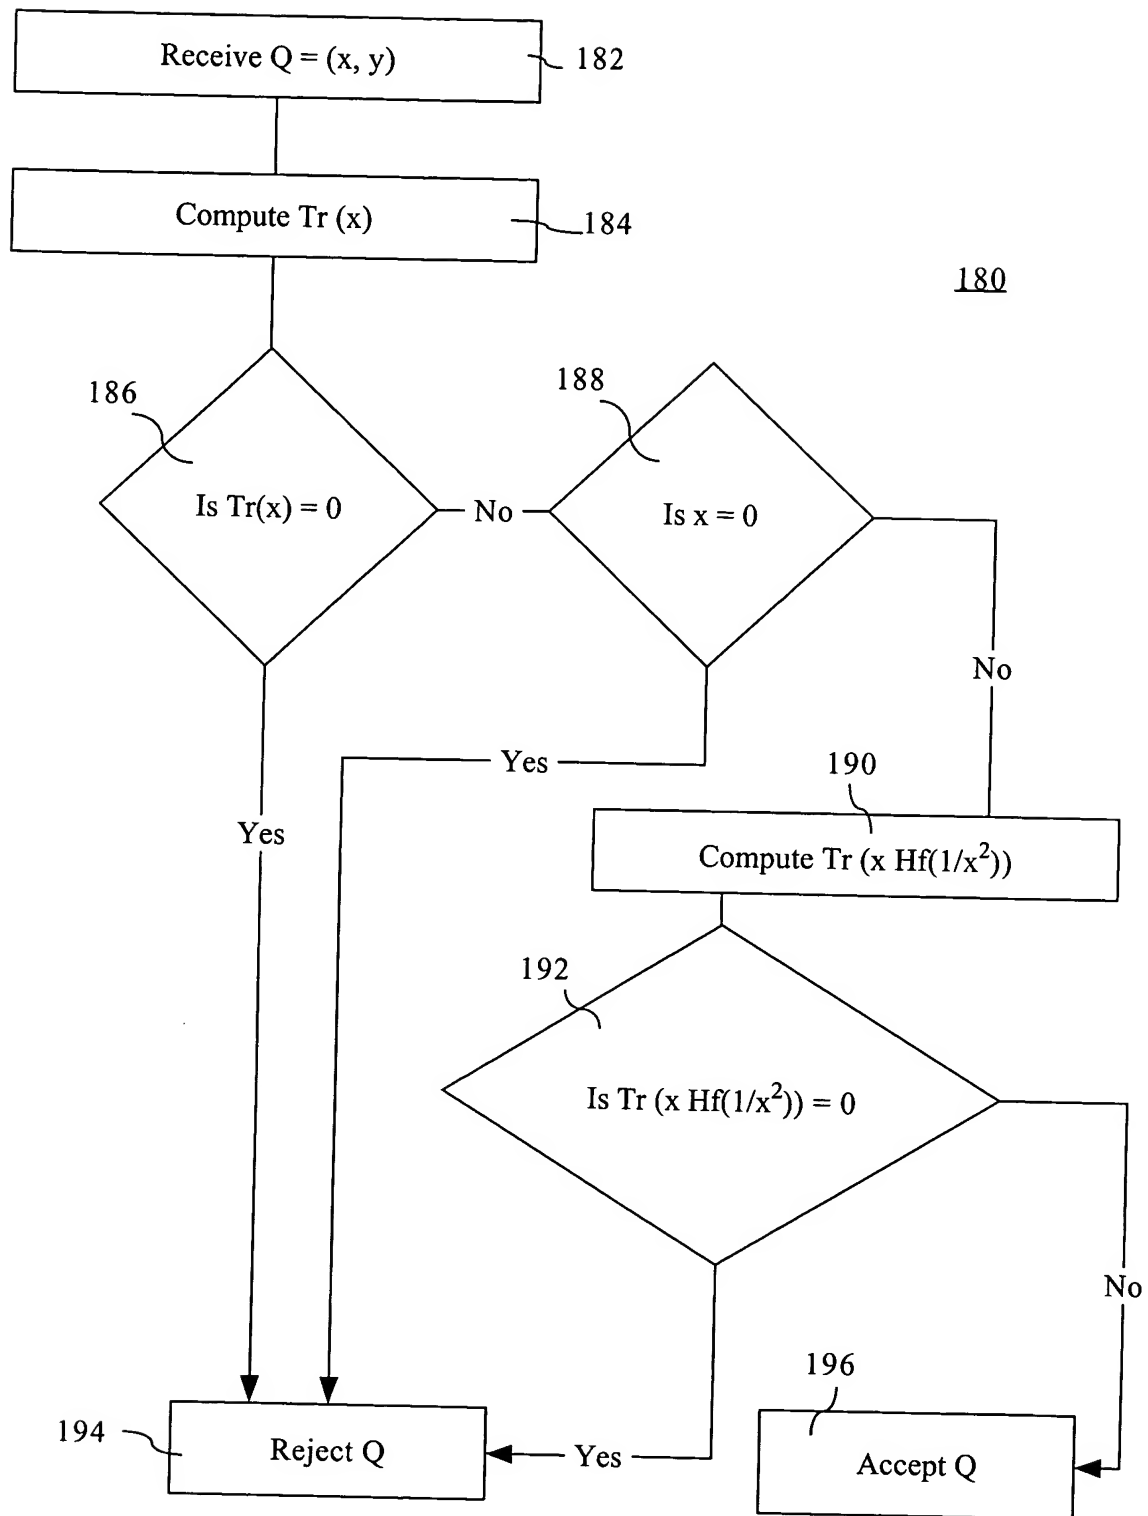 Receive Q = (x, y)
182
Compute Tr (x)
184
180
186
188
Is Tr(x) = 0
No
Is x = 0
No
Yes
190
Yes
Compute Tr (x Hf(1/x²))
192
Is Tr (x Hf(1/x²)) = 0
No
196
194
Reject Q
Yes
Accept Q